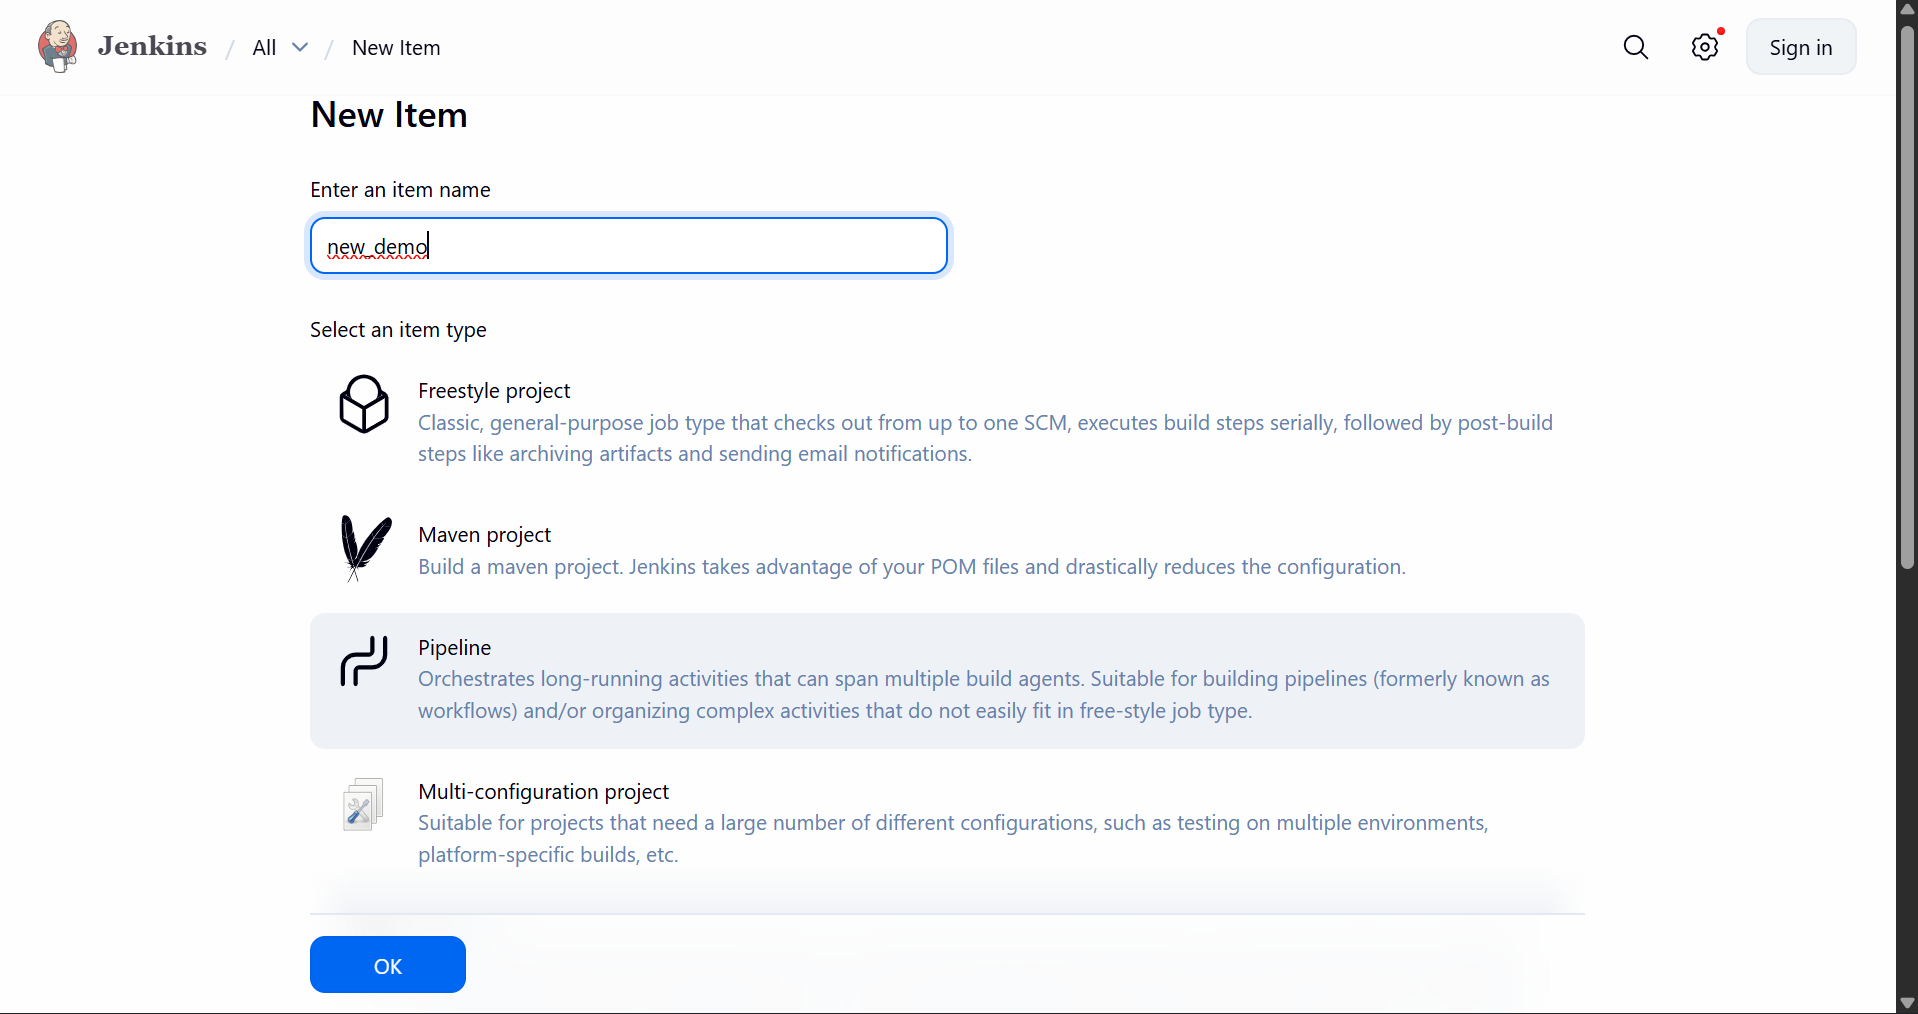 Jenkins / All / New Item
Sign in
New Item
Enter an item name
new_demo
Select an item type
Freestyle project
Classic, general-purpose job type that checks out from up to one SCM, executes build steps serially, followed by post-build
steps like archiving artifacts and sending email notifications.
Maven project
Build a maven project. Jenkins takes advantage of your POM files and drastically reduces the configuration.
Pipeline
Orchestrates long-running activities that can span multiple build agents. Suitable for building pipelines (formerly known as
workflows) and/or organizing complex activities that do not easily fit in free-style job type.
Multi-configuration project
Suitable for projects that need a large number of different configurations, such as testing on multiple environments,
platform-specific builds, etc.
OK